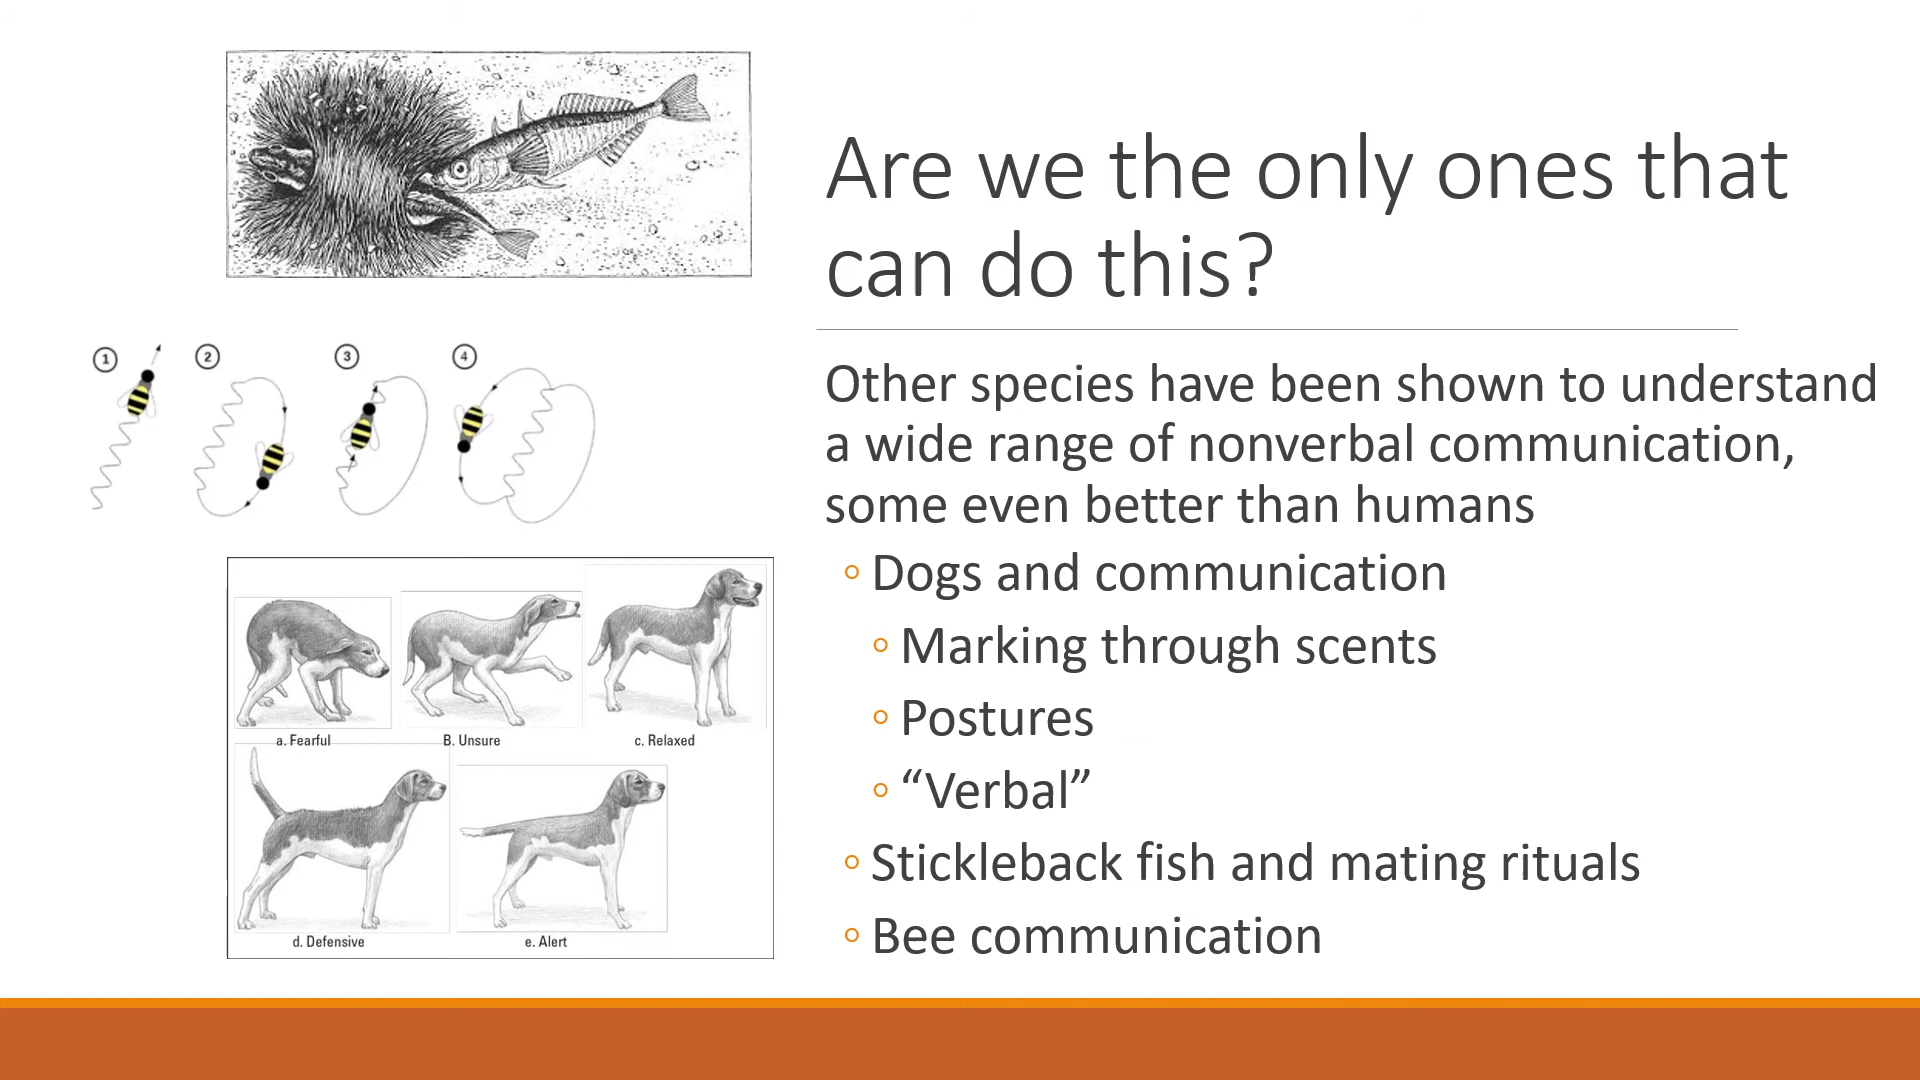 Are we the only ones that
can do this?
Other species have been shown to understand
a wide range of nonverbal communication,
some even better than humans
◦ Dogs and communication
◦ Marking through scents
◦ Postures
◦ “Verbal”
◦ Stickleback fish and mating rituals
◦ Bee communication
1 2 3 4
a. Fearful B. Unsure c. Relaxed
d. Defensive e. Alert